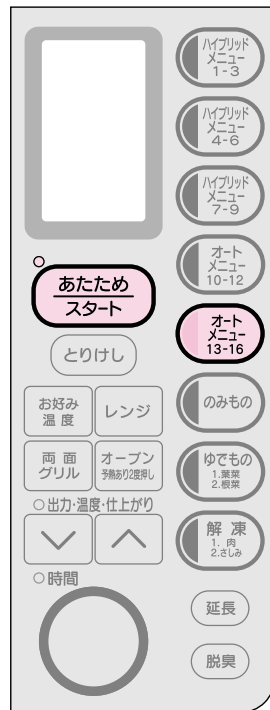 ハイブリッド
メニュー
1-3
ハイブリッド
メニュー
4-6
ハイブリッド
メニュー
7-9
あたため
スタート
オート
メニュー
10-12
オート
メニュー
13-16
とりけし
お好み
温度
レンジ
のみもの
両面
グリル
オーブン
予熱あり2度押し
ゆでもの
1.葉菜
2.根菜
○出力・温度・仕上がり
解凍
1. 肉
2.さしみ
○時間
延長
脱臭